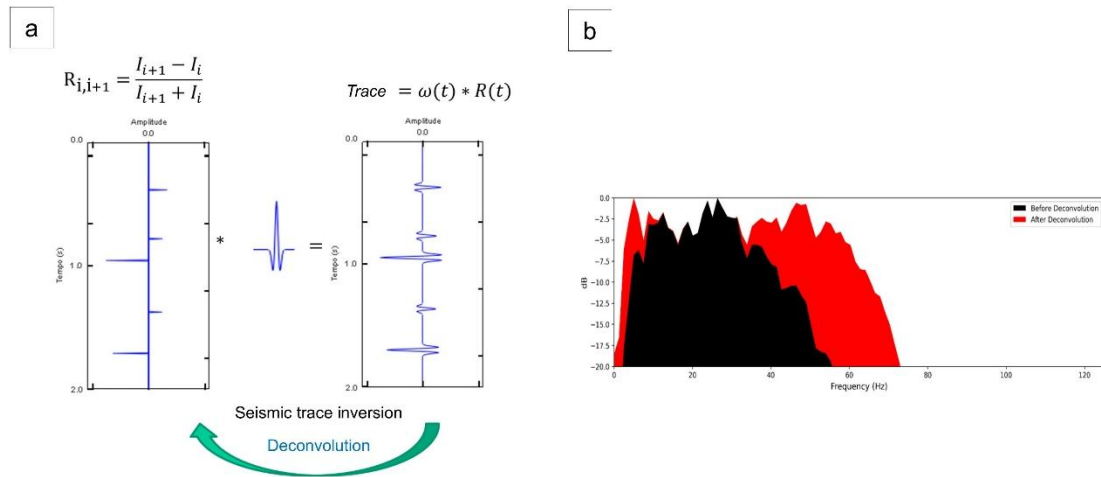 a
R_{i,i+1} = \frac{I_{i+1} - I_i}{I_{i+1} + I_i}
Amplitude
0.0
0.0
Tempo (s)
1.0
2.0
*
=
Trace = ω(t) * R(t)
Amplitude
0.0
0.0
Tempo (s)
1.0
2.0
Seismic trace inversion
Deconvolution
b
Before Deconvolution
After Deconvolution
dB
0.0
−2.5
−5.0
−7.5
−10.0
−12.5
−15.0
−17.5
−20.0
0 20 40 60 80 100 120
Frequency (Hz)